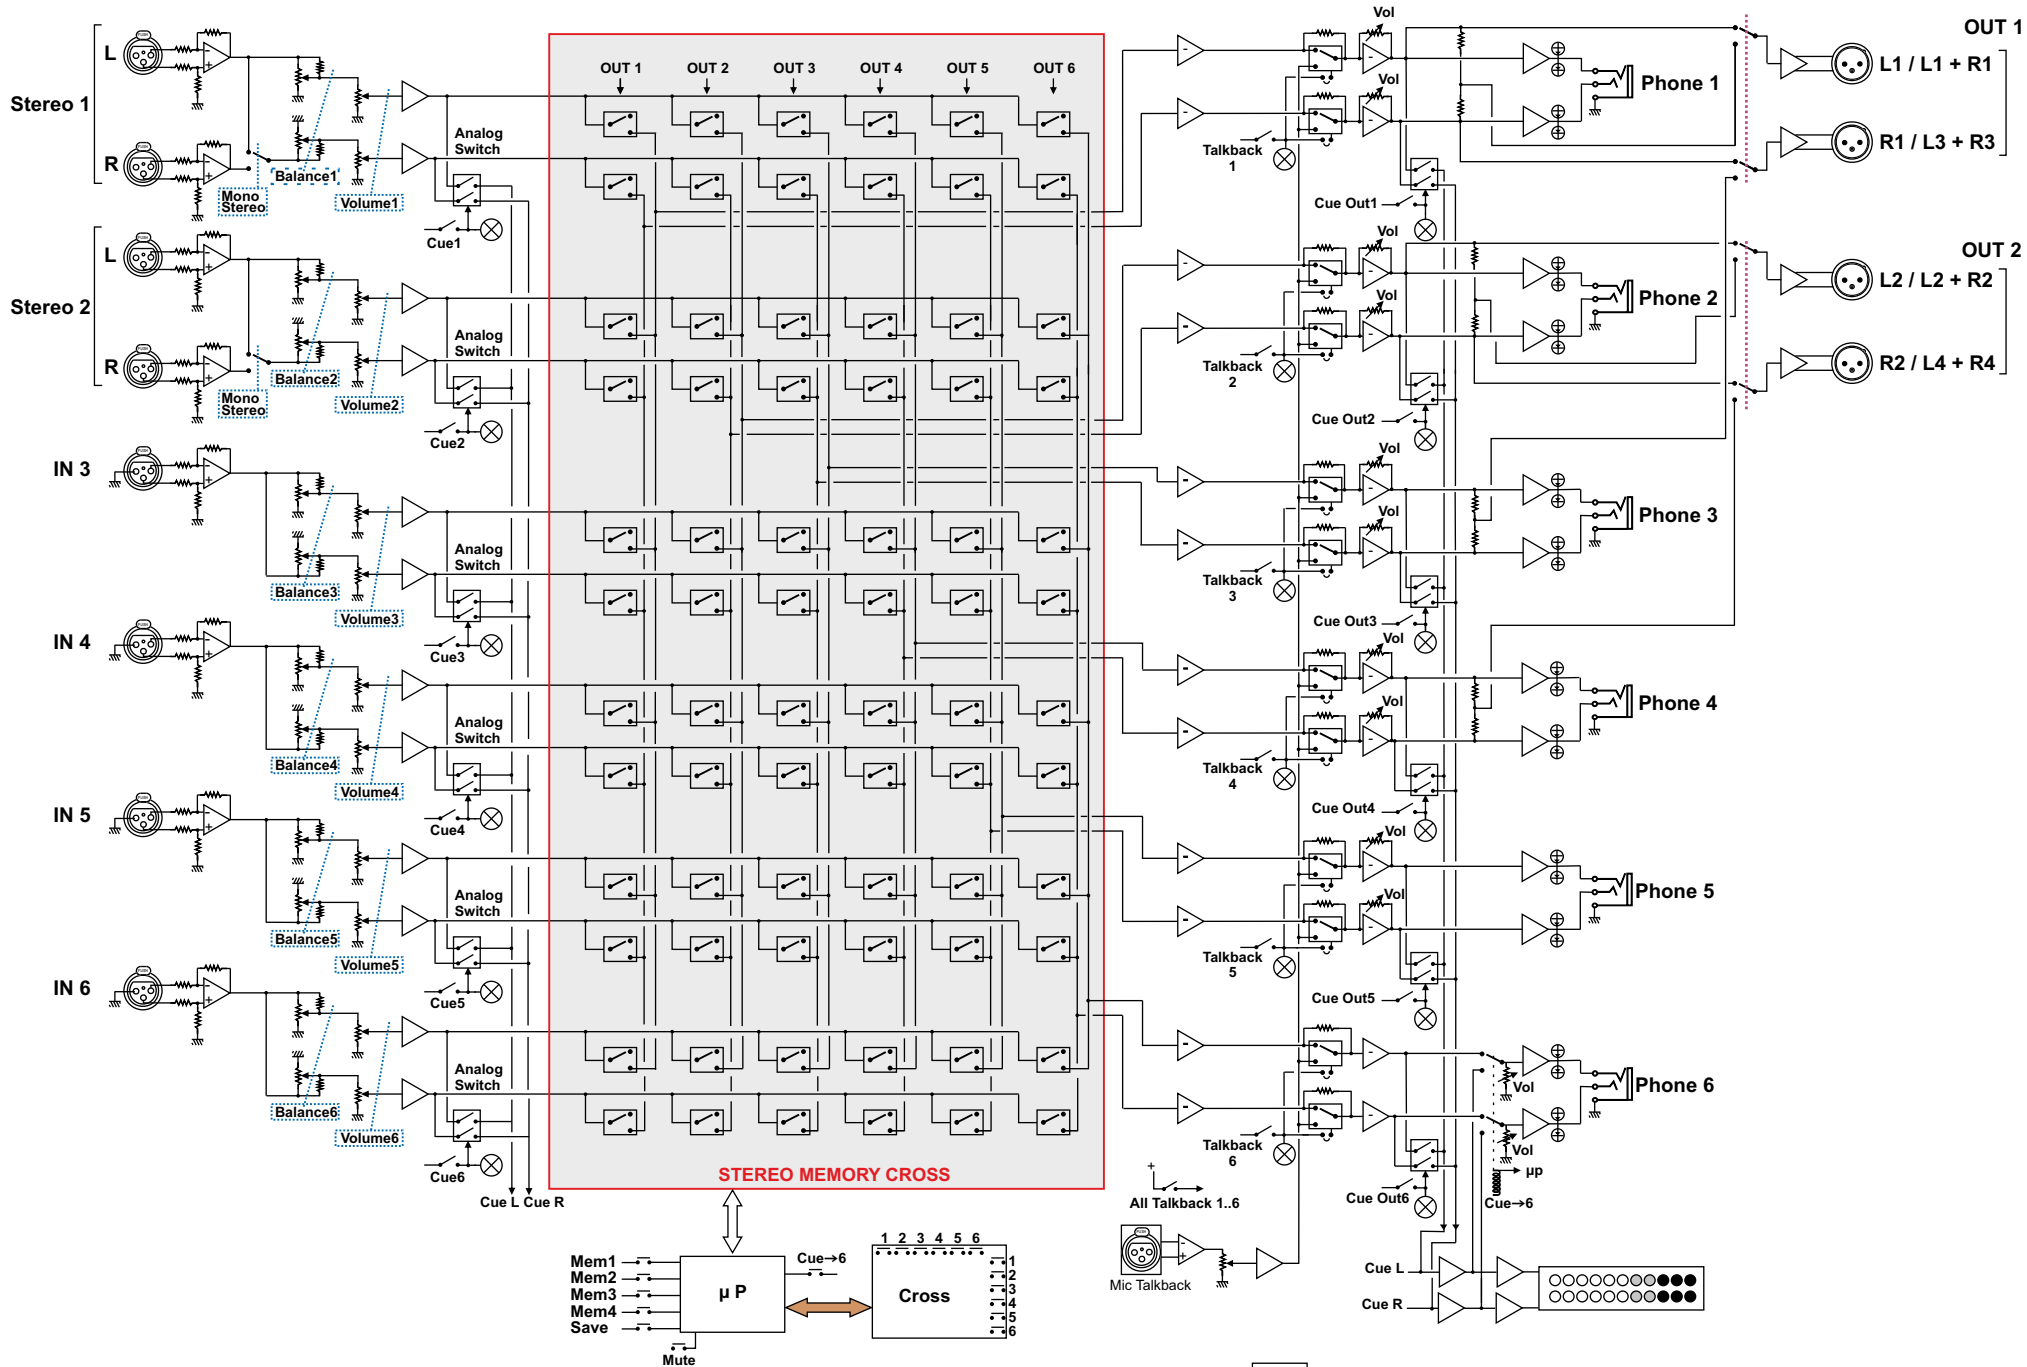 Stereo 1
L
R
Mono
Stereo
Balance1
Volume1
Analog
Switch
Cue1
Stereo 2
L
R
Mono
Stereo
Balance2
Volume2
Analog
Switch
Cue2
IN 3
Balance3
Volume3
Analog
Switch
Cue3
IN 4
Balance4
Volume4
Analog
Switch
Cue4
IN 5
Balance5
Volume5
Analog
Switch
Cue5
IN 6
Balance6
Volume6
Analog
Switch
Cue6
Cue L Cue R
OUT 1 OUT 2 OUT 3 OUT 4 OUT 5 OUT 6
STEREO MEMORY CROSS
Mem1
Mem2
Mem3
Mem4
Save
Mute
µ P
Cue→6
Cross
1 2 3 4 5 6
1
2
3
4
5
6
Vol
Vol
Talkback
1
Cue Out1
Phone 1
OUT 1
L1 / L1 + R1
R1 / L3 + R3
Vol
Vol
Talkback
2
Cue Out2
Phone 2
OUT 2
L2 / L2 + R2
R2 / L4 + R4
Vol
Vol
Talkback
3
Cue Out3
Phone 3
Vol
Vol
Talkback
4
Cue Out4
Phone 4
Vol
Vol
Talkback
5
Cue Out5
Phone 5
Talkback
6
Cue Out6
Vol
Vol
Phone 6
µp
Cue→6
+
All Talkback 1..6
Mic Talkback
Cue L
Cue R